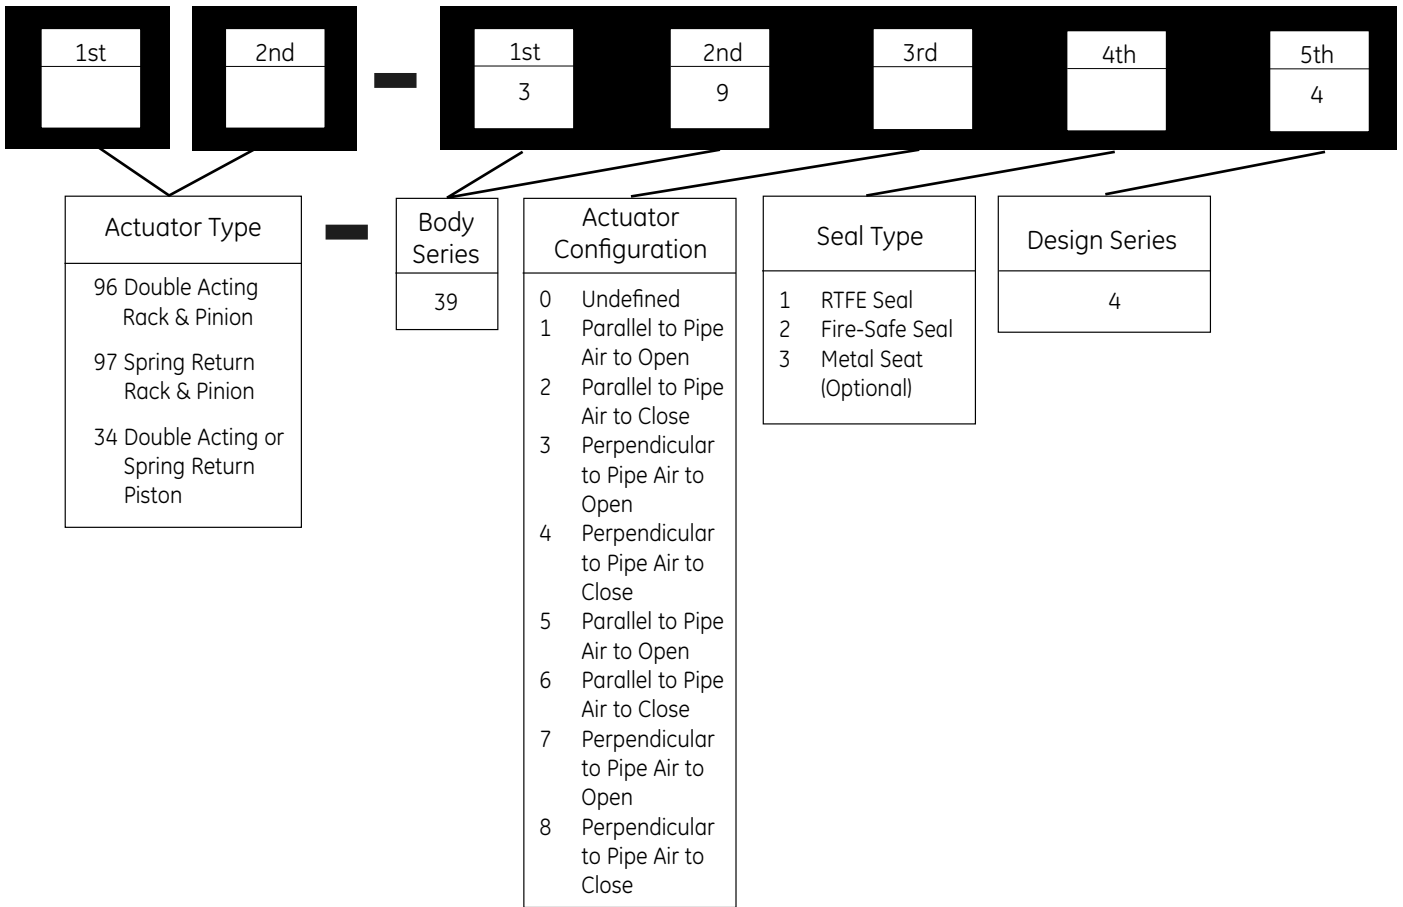 1st
2nd
1st
2nd
3rd
4th
5th
3
9
4
Actuator Type
96 Double Acting
Rack & Pinion
97 Spring Return
Rack & Pinion
34 Double Acting or
Spring Return
Piston
Body
Series
39
Actuator
Configuration
0 Undefined
1 Parallel to Pipe
Air to Open
2 Parallel to Pipe
Air to Close
3 Perpendicular
to Pipe Air to
Open
4 Perpendicular
to Pipe Air to
Close
5 Parallel to Pipe
Air to Open
6 Parallel to Pipe
Air to Close
7 Perpendicular
to Pipe Air to
Open
8 Perpendicular
to Pipe Air to
Close
Seal Type
1 RTFE Seal
2 Fire-Safe Seal
3 Metal Seat
(Optional)
Design Series
4